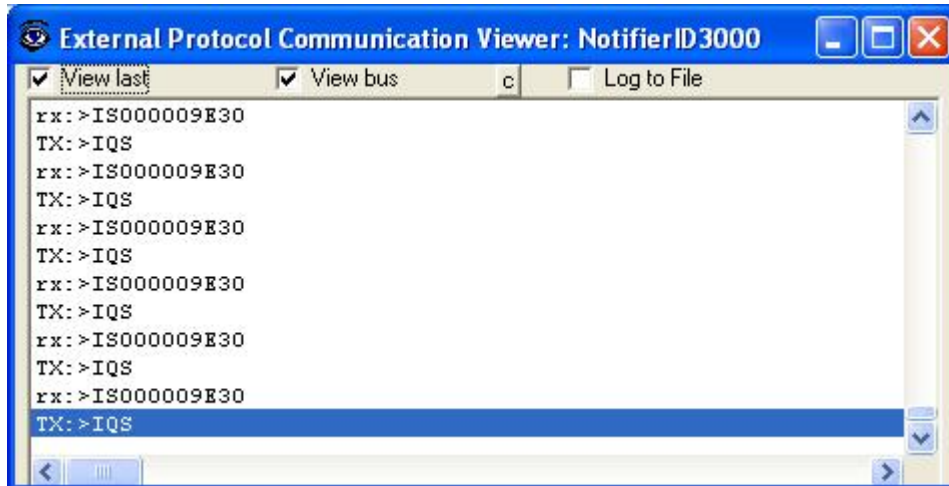 External Protocol Communication Viewer: NotifierID3000
View last View bus c Log to File
rx:>IS000009E30
TX:>IQS
rx:>IS000009E30
TX:>IQS
rx:>IS000009E30
TX:>IQS
rx:>IS000009E30
TX:>IQS
rx:>IS000009E30
TX:>IQS
rx:>IS000009E30
TX:>IQS